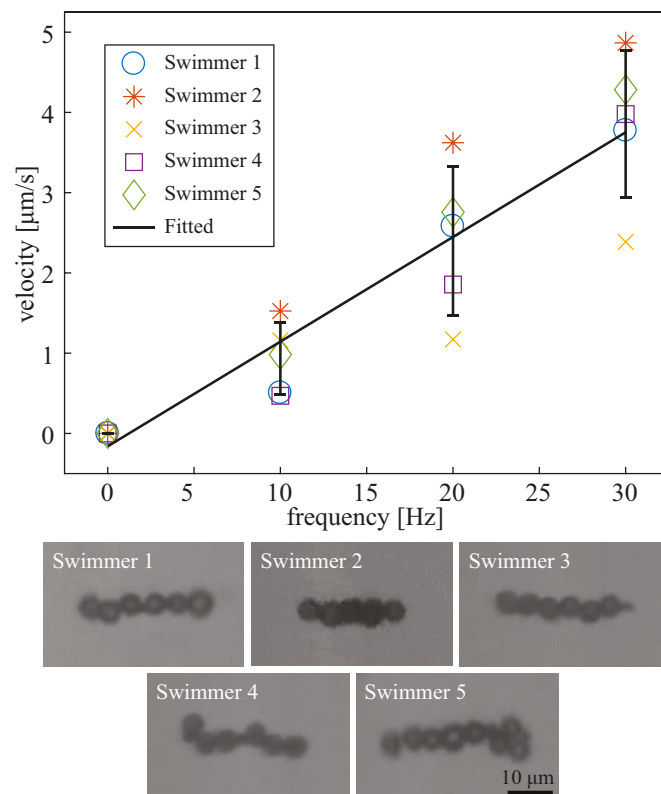 5
4
3
2
1
0
velocity [μm/s]
Swimmer 1
Swimmer 2
Swimmer 3
Swimmer 4
Swimmer 5
Fitted
0 5 10 15 20 25 30
frequency [Hz]
Swimmer 1 Swimmer 2 Swimmer 3
Swimmer 4 Swimmer 5
10 μm